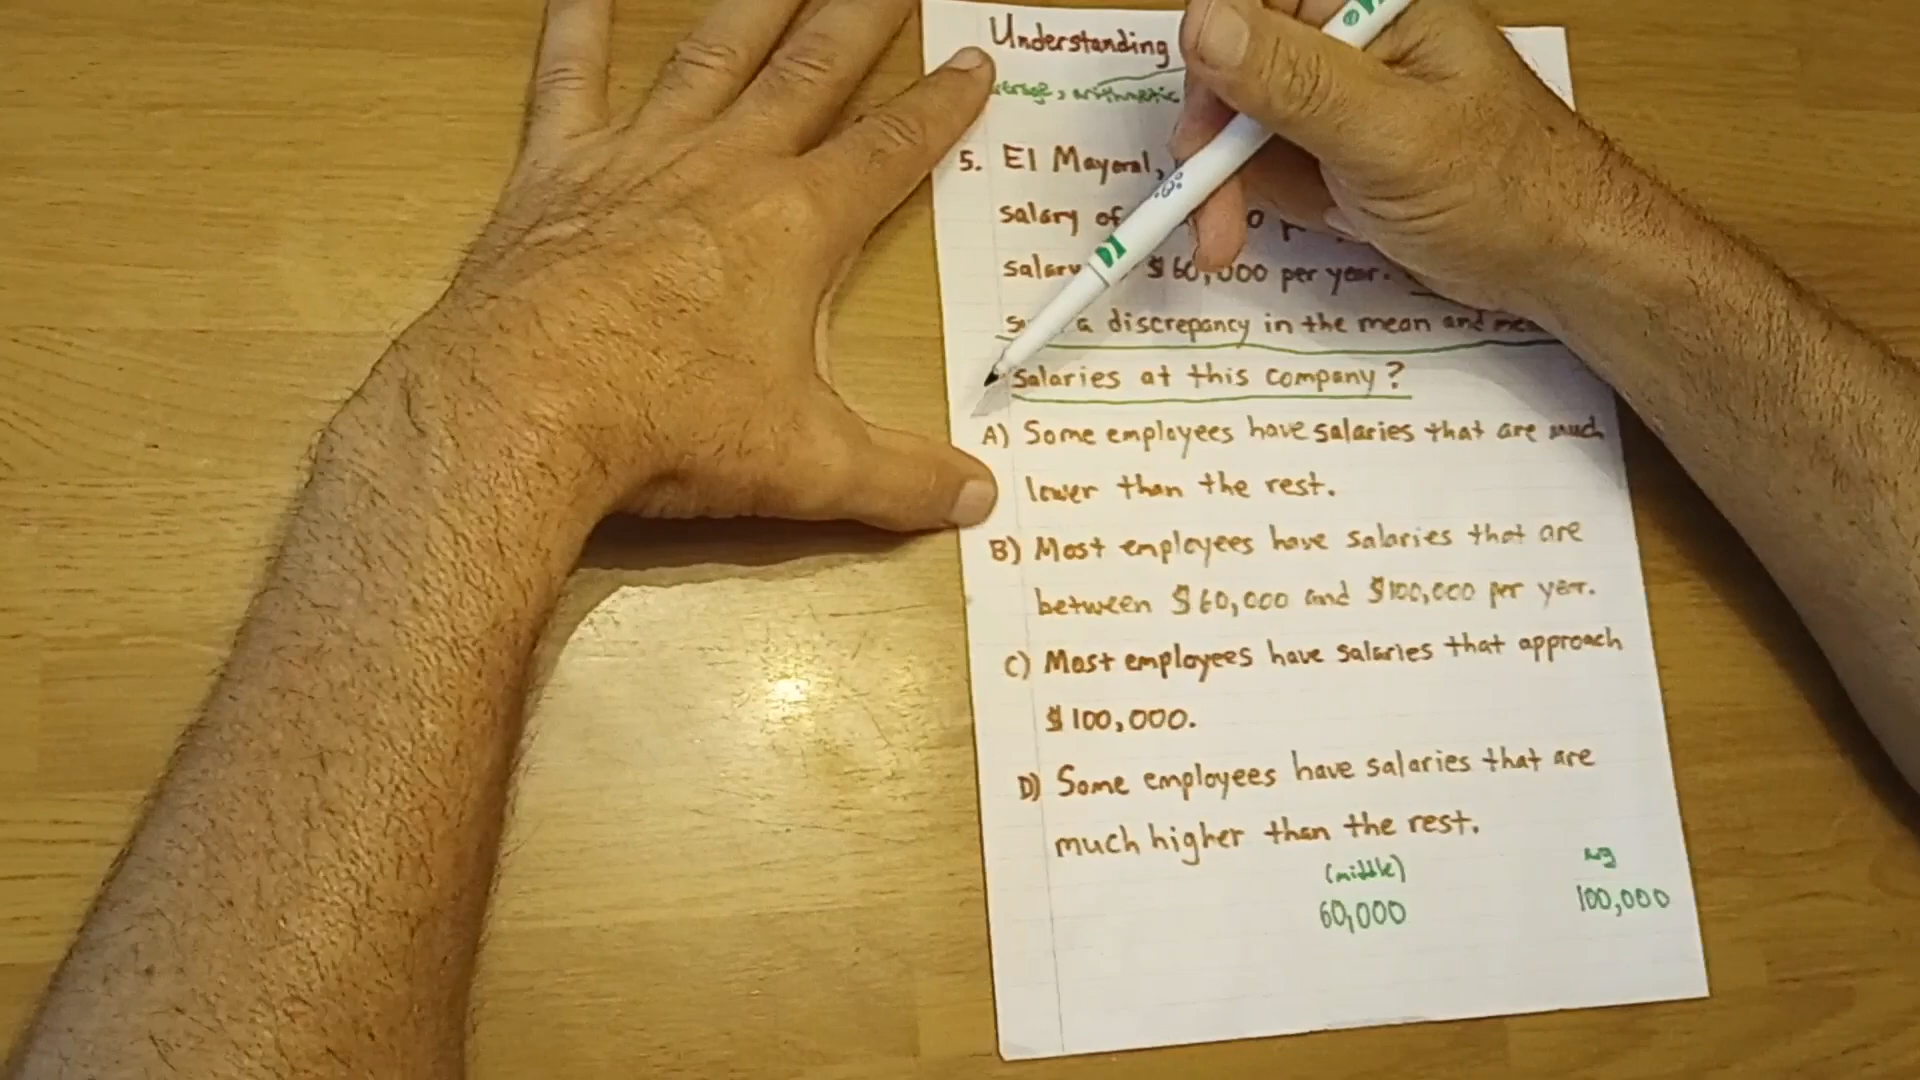 Understanding
average, arithmetic
5. El Mayoral,
salary of
salary $60,000 per year.
a discrepancy in the mean and
salaries at this company?
A) Some employees have salaries that are much
lower than the rest.
B) Most employees have salaries that are
between $60,000 and $100,000 per year.
C) Most employees have salaries that approach
$100,000.
D) Some employees have salaries that are
much higher than the rest.
(middle) avg
60,000 100,000